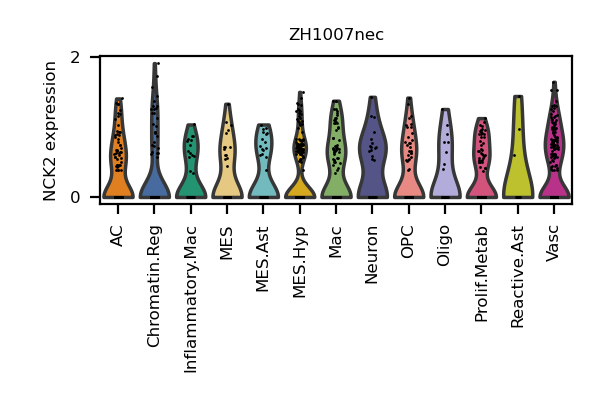 ZH1007nec
NCK2 expression
2
0
AC
Chromatin.Reg
Inflammatory.Mac
MES
MES.Ast
MES.Hyp
Mac
Neuron
OPC
Oligo
Prolif.Metab
Reactive.Ast
Vasc